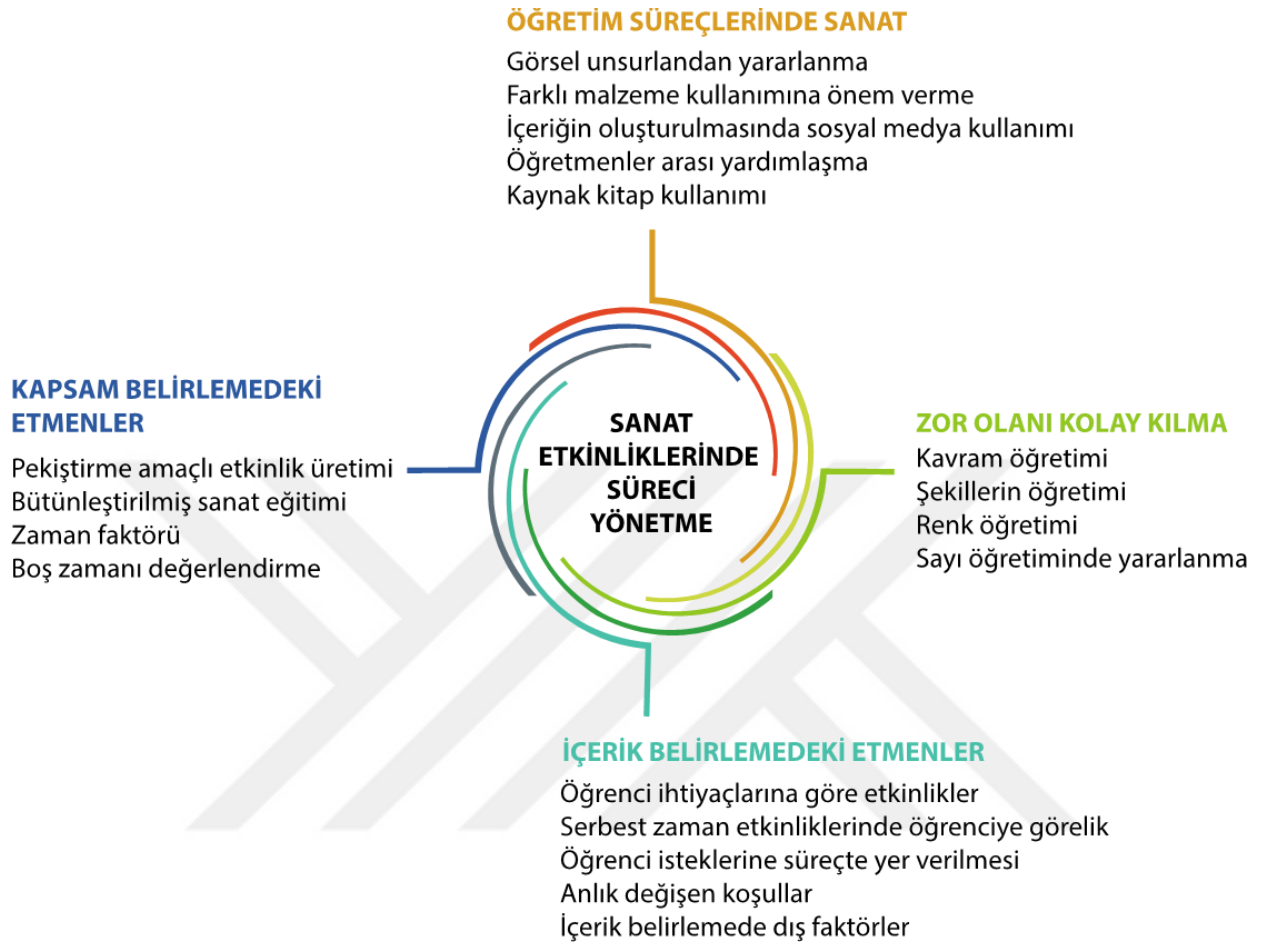 ÖĞRETİM SÜREÇLERİNDE SANAT
Görsel unsurlandan yararlanma
Farklı malzeme kullanımına önem verme
İçeriğin oluşturulmasında sosyal medya kullanımı
Öğretmenler arası yardımlaşma
Kaynak kitap kullanımı
KAPSAM BELİRLEMEDEKİ
ETMENLER
Pekiştirme amaçlı etkinlik üretimi
Bütünleştirilmiş sanat eğitimi
Zaman faktörü
Boş zamanı değerlendirme
SANAT
ETKİNLİKLERİNDE
SÜRECİ
YÖNETME
ZOR OLANI KOLAY KILMA
Kavram öğretimi
Şekillerin öğretimi
Renk öğretimi
Sayı öğretiminde yararlanma
İÇERİK BELİRLEMEDEKİ ETMENLER
Öğrenci ihtiyaçlarına göre etkinlikler
Serbest zaman etkinliklerinde öğrenciye görelik
Öğrenci isteklerine süreçte yer verilmesi
Anlık değişen koşullar
İçerik belirlemede dış faktörler